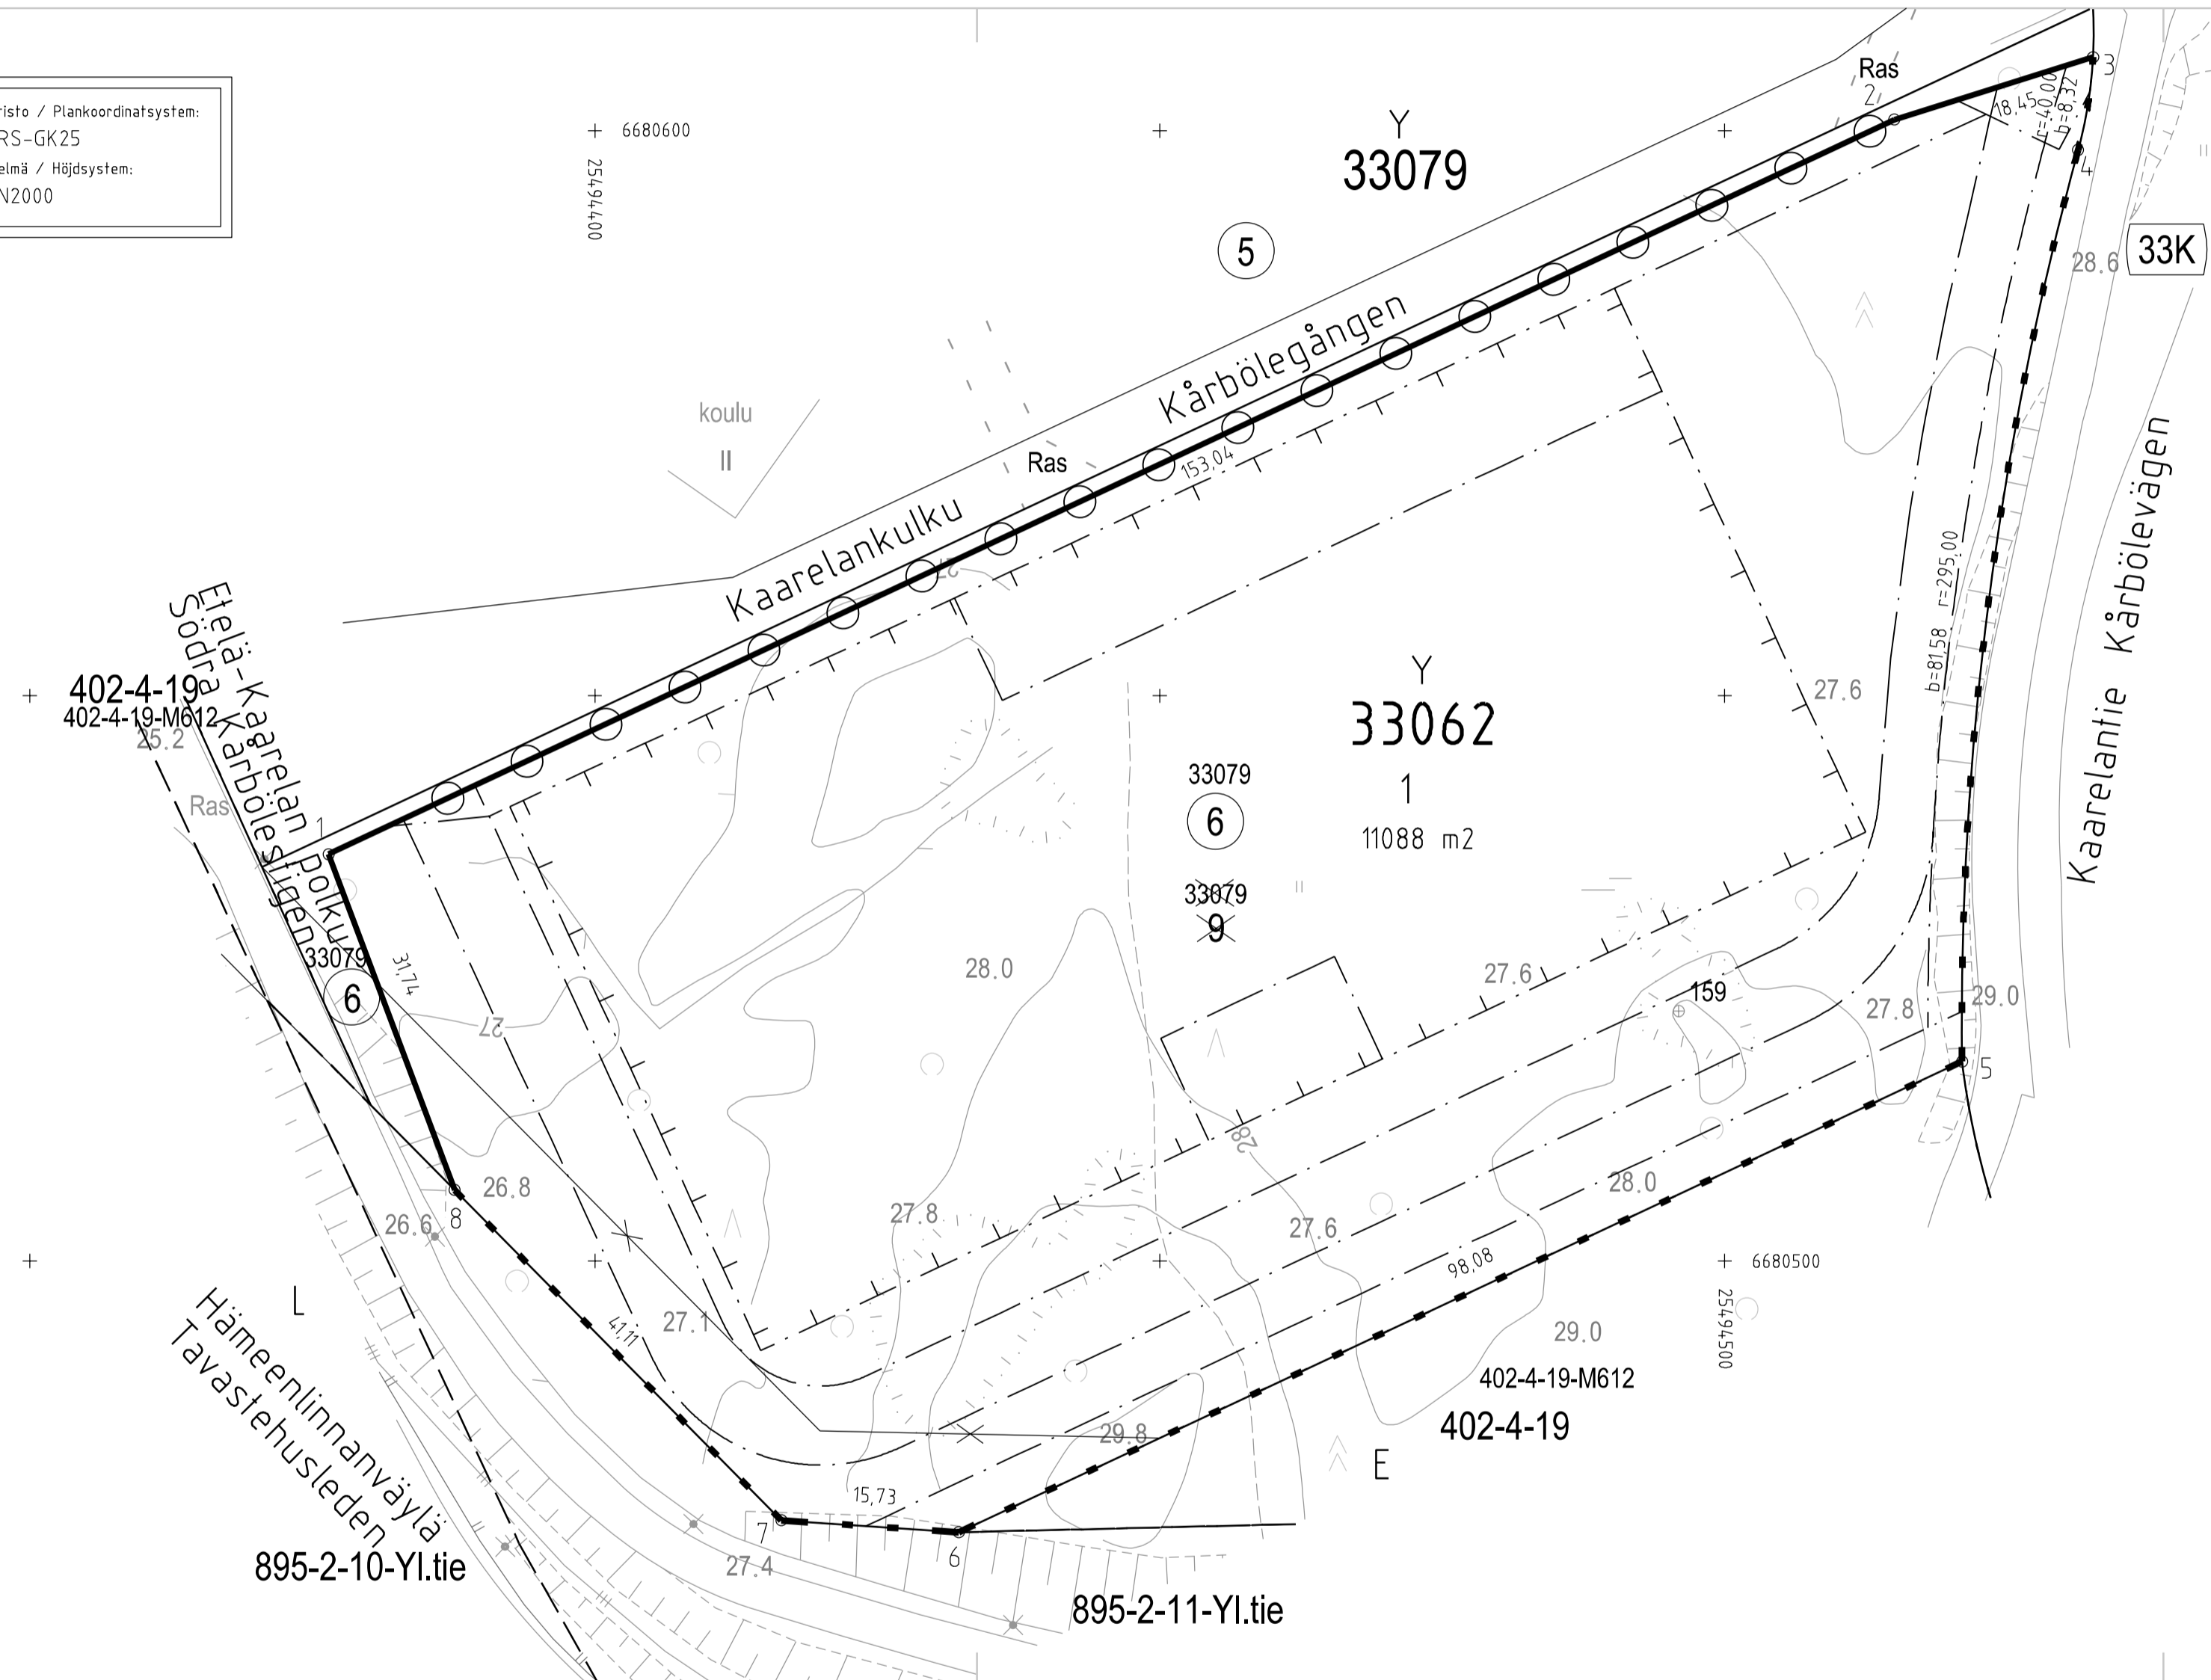 risto / Plankoordinatsystem:
RS-GK25
elmä / Höjdsystem:
N2000
6680600
25494400
Y
33079
5
Ras
2
3
18.45
r=40,00
b=8,32
4
33K
28.6
Kaarelankulku
Kårbölegången
koulu
II
Ras
153,04
27
Etelä-Kaarelan polku
Södra Kårbölestigen
402-4-19
402-4-19-M612
25.2
Ras
1
33079
6
31,74
27
Y
33062
1
11088 m2
33079
6
33079
9
27.6
b=81,58 r=295,00
Kaarelantie Kårbölevägen
28.0
27.6
159
27.8
29.0
5
28
28.0
27.8
27.6
26.8
26.6
8
41,11
27.1
98,08
6680500
25494500
29.0
402-4-19-M612
402-4-19
E
29.8
L
Hämeenlinnanväylä
Tavastehusleden
895-2-10-Yl.tie
15,73
7
6
27.4
895-2-11-Yl.tie